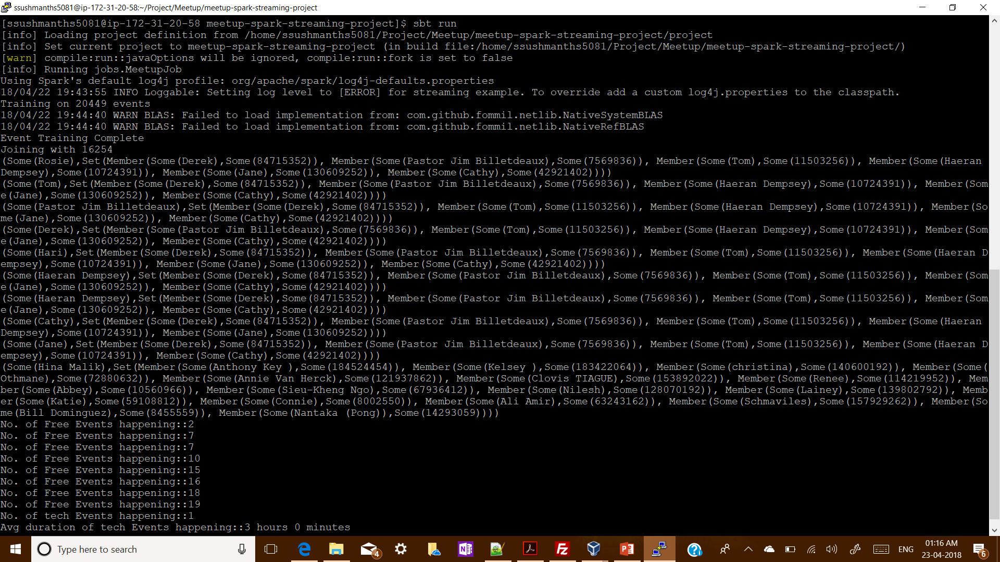 ssushmanths5081@ip-172-31-20-58:~/Project/Meetup/meetup-spark-streaming-project
[ssushmanths5081@ip-172-31-20-58 meetup-spark-streaming-project]$ sbt run
[info] Loading project definition from /home/ssushmanths5081/Project/Meetup/meetup-spark-streaming-project/project
[info] Set current project to meetup-spark-streaming-project (in build file:/home/ssushmanths5081/Project/Meetup/meetup-spark-streaming-project/)
[warn] compile:run::javaOptions will be ignored, compile:run::fork is set to false
[info] Running jobs.MeetupJob
Using Spark's default log4j profile: org/apache/spark/log4j-defaults.properties
18/04/22 19:43:55 INFO Loggable: Setting log level to [ERROR] for streaming example. To override add a custom log4j.properties to the classpath.
Training on 20449 events
18/04/22 19:44:40 WARN BLAS: Failed to load implementation from: com.github.fommil.netlib.NativeSystemBLAS
18/04/22 19:44:40 WARN BLAS: Failed to load implementation from: com.github.fommil.netlib.NativeRefBLAS
Event Training Complete
Joining with 16254
(Some(Rosie),Set(Member(Some(Derek),Some(84715352)), Member(Some(Pastor Jim Billetdeaux),Some(7569836)), Member(Some(Tom),Some(11503256)), Member(Some(Haeran
Dempsey),Some(10724391)), Member(Some(Jane),Some(130609252)), Member(Some(Cathy),Some(42921402))))
(Some(Tom),Set(Member(Some(Derek),Some(84715352)), Member(Some(Pastor Jim Billetdeaux),Some(7569836)), Member(Some(Haeran Dempsey),Some(10724391)), Member(Som
e(Jane),Some(130609252)), Member(Some(Cathy),Some(42921402))))
(Some(Pastor Jim Billetdeaux),Set(Member(Some(Derek),Some(84715352)), Member(Some(Tom),Some(11503256)), Member(Some(Haeran Dempsey),Some(10724391)), Member(So
me(Jane),Some(130609252)), Member(Some(Cathy),Some(42921402))))
(Some(Derek),Set(Member(Some(Pastor Jim Billetdeaux),Some(7569836)), Member(Some(Tom),Some(11503256)), Member(Some(Haeran Dempsey),Some(10724391)), Member(Som
e(Jane),Some(130609252)), Member(Some(Cathy),Some(42921402))))
(Some(Hari),Set(Member(Some(Derek),Some(84715352)), Member(Some(Pastor Jim Billetdeaux),Some(7569836)), Member(Some(Tom),Some(11503256)), Member(Some(Haeran D
empsey),Some(10724391)), Member(Some(Jane),Some(130609252)), Member(Some(Cathy),Some(42921402))))
(Some(Haeran Dempsey),Set(Member(Some(Derek),Some(84715352)), Member(Some(Pastor Jim Billetdeaux),Some(7569836)), Member(Some(Tom),Some(11503256)), Member(Som
e(Jane),Some(130609252)), Member(Some(Cathy),Some(42921402))))
(Some(Haeran Dempsey),Set(Member(Some(Derek),Some(84715352)), Member(Some(Pastor Jim Billetdeaux),Some(7569836)), Member(Some(Tom),Some(11503256)), Member(Som
e(Jane),Some(130609252)), Member(Some(Cathy),Some(42921402))))
(Some(Cathy),Set(Member(Some(Derek),Some(84715352)), Member(Some(Pastor Jim Billetdeaux),Some(7569836)), Member(Some(Tom),Some(11503256)), Member(Some(Haeran
Dempsey),Some(10724391)), Member(Some(Jane),Some(130609252))))
(Some(Jane),Set(Member(Some(Derek),Some(84715352)), Member(Some(Pastor Jim Billetdeaux),Some(7569836)), Member(Some(Tom),Some(11503256)), Member(Some(Haeran D
empsey),Some(10724391)), Member(Some(Cathy),Some(42921402))))
(Some(Hina Malik),Set(Member(Some(Anthony Key ),Some(184524454)), Member(Some(Kelsey ),Some(183422064)), Member(Some(christina),Some(140600192)), Member(Some(
Othmane),Some(72880632)), Member(Some(Annie Van Herck),Some(121937862)), Member(Some(Clovis TIAGUE),Some(153892022)), Member(Some(Renee),Some(114219952)), Mem
ber(Some(Abbey),Some(10560966)), Member(Some(Sieu-Kheng Ngo),Some(67936412)), Member(Some(Nilesh),Some(128070192)), Member(Some(Lainey),Some(139802792)), Memb
er(Some(Katie),Some(59108812)), Member(Some(Connie),Some(8002550)), Member(Some(Ali Amir),Some(63243162)), Member(Some(Schmaviles),Some(157929262)), Member(So
me(Bill Dominguez),Some(8455559)), Member(Some(Nantaka (Pong)),Some(14293059))))
No. of Free Events happening::2
No. of Free Events happening::7
No. of Free Events happening::7
No. of Free Events happening::10
No. of Free Events happening::15
No. of Free Events happening::16
No. of Free Events happening::18
No. of Free Events happening::19
No. of tech Events happening::1
Avg duration of tech Events happening::3 hours 0 minutes
Type here to search
4
ENG
01:16 AM
23-04-2018
6